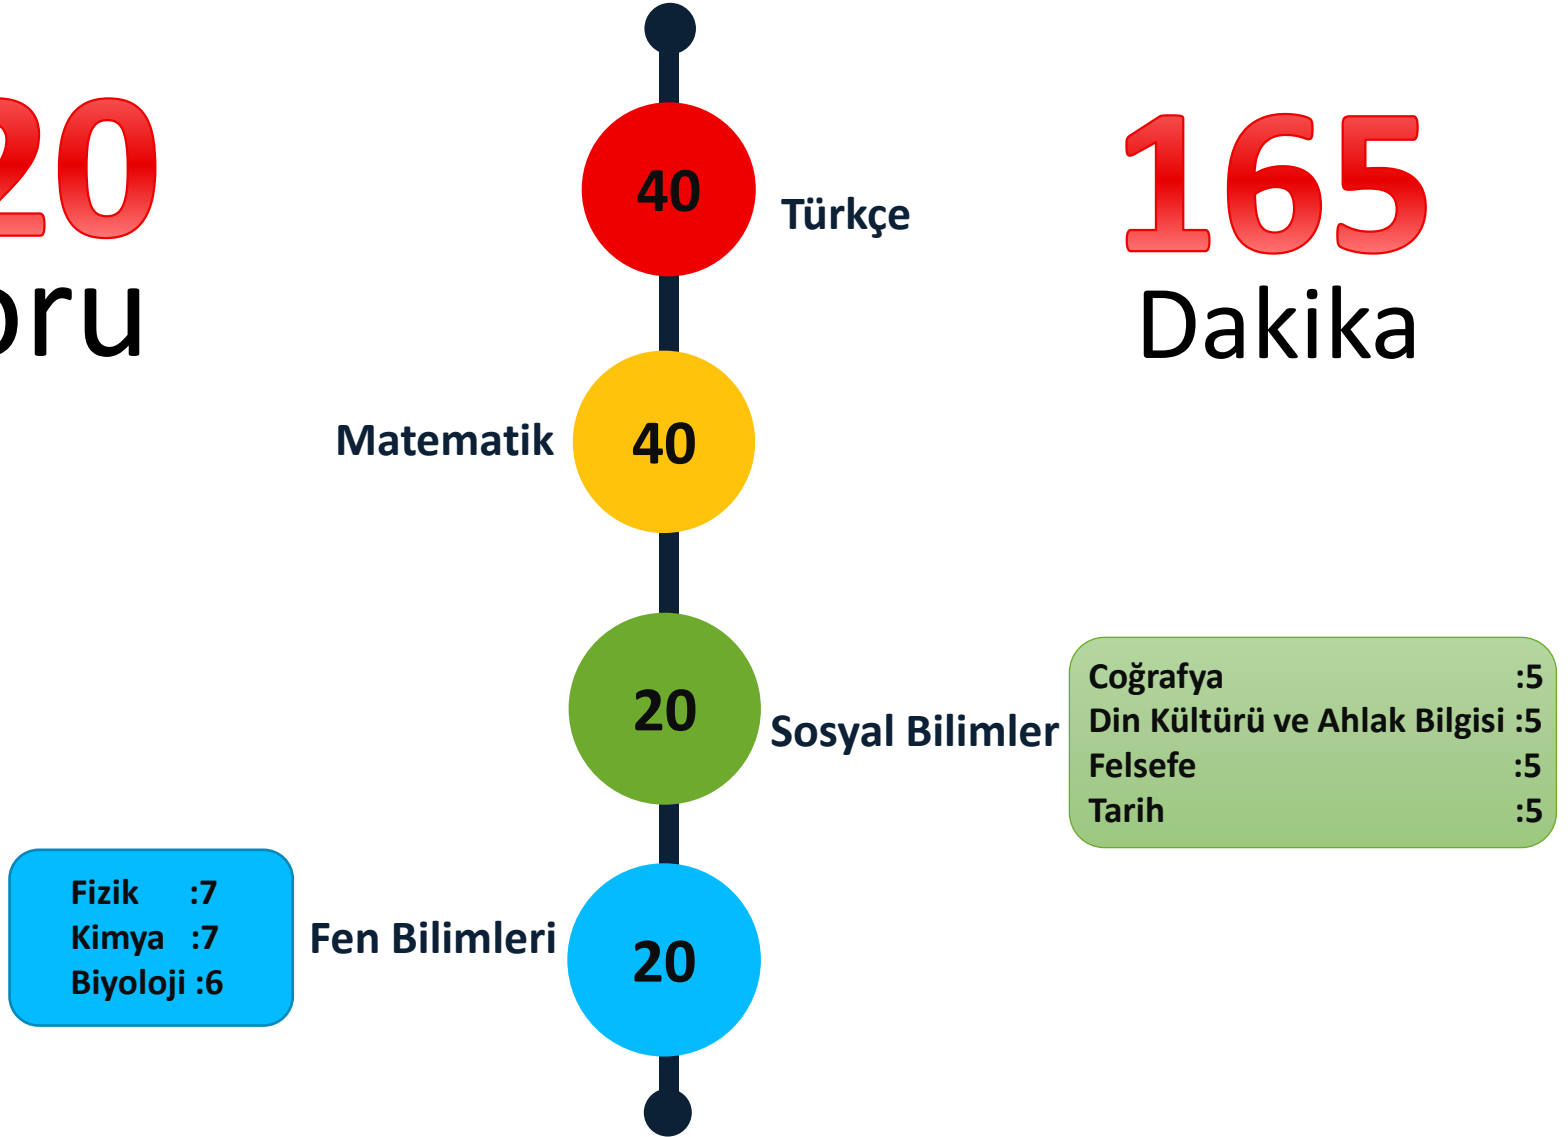 20
oru
40
Türkçe
165
Dakika
Matematik
40
20
Sosyal Bilimler
Coğrafya :5
Din Kültürü ve Ahlak Bilgisi :5
Felsefe :5
Tarih :5
Fizik :7
Kimya :7
Biyoloji :6
Fen Bilimleri
20